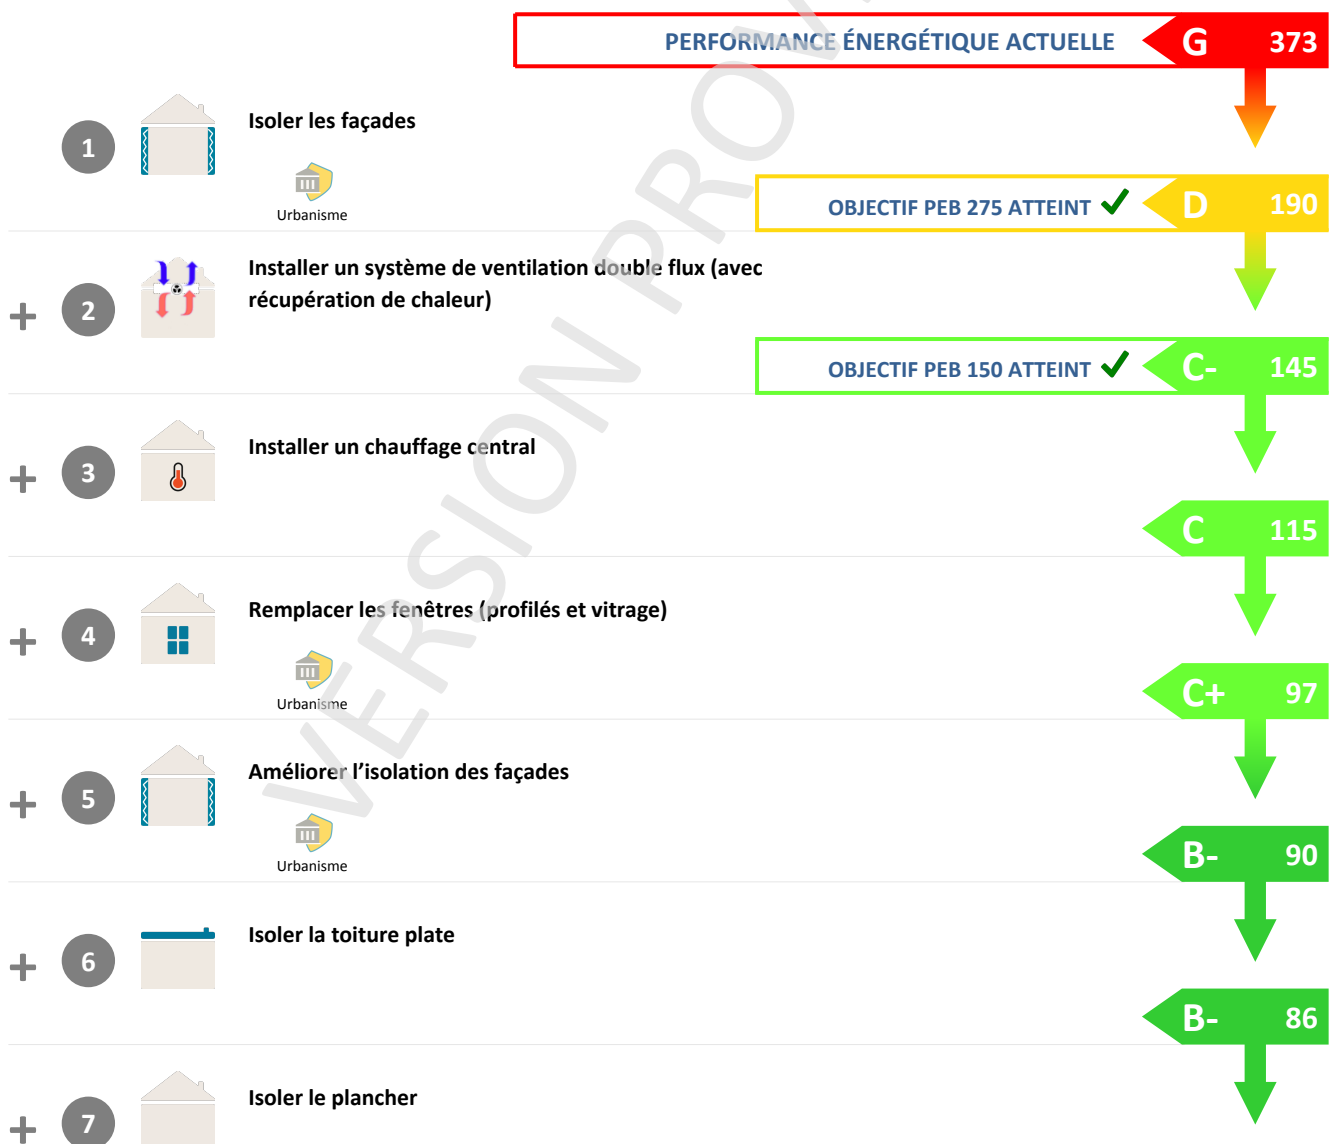 PERFORMANCE ÉNERGÉTIQUE ACTUELLE G 373
1 Isoler les façades
Urbanisme
OBJECTIF PEB 275 ATTEINT D 190
+ 2 Installer un système de ventilation double flux (avec
récupération de chaleur)
OBJECTIF PEB 150 ATTEINT C- 145
+ 3 Installer un chauffage central
C 115
+ 4 Remplacer les fenêtres (profilés et vitrage)
Urbanisme
C+ 97
+ 5 Améliorer l'isolation des façades
Urbanisme
B- 90
+ 6 Isoler la toiture plate
B- 86
+ 7 Isoler le plancher
VERSION PROV